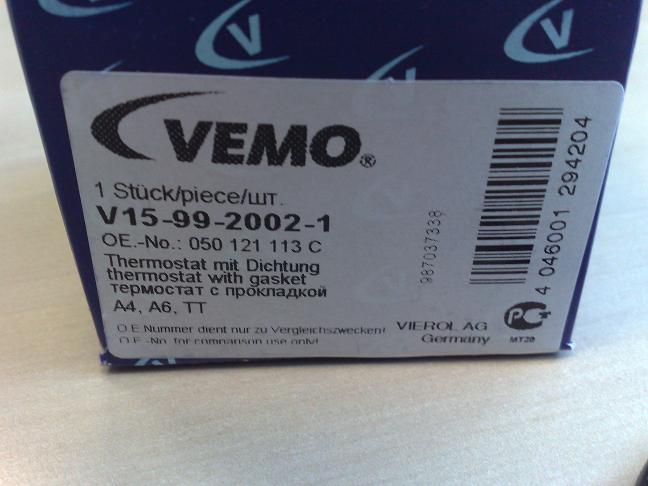 VEMO®
1 Stück/piece/шт.
V15-99-2002-1
OE.-No.: 050 121 113 C
Thermostat mit Dichtung
thermostat with gasket
термостат с прокладкой
A4, A6, TT
O.E Nummer dient nur zu Vergleichszwecken!
O.E.-No. for comparison use only!
VIEROL AG
Germany
987037338
4 046001 294204
PG
MT20